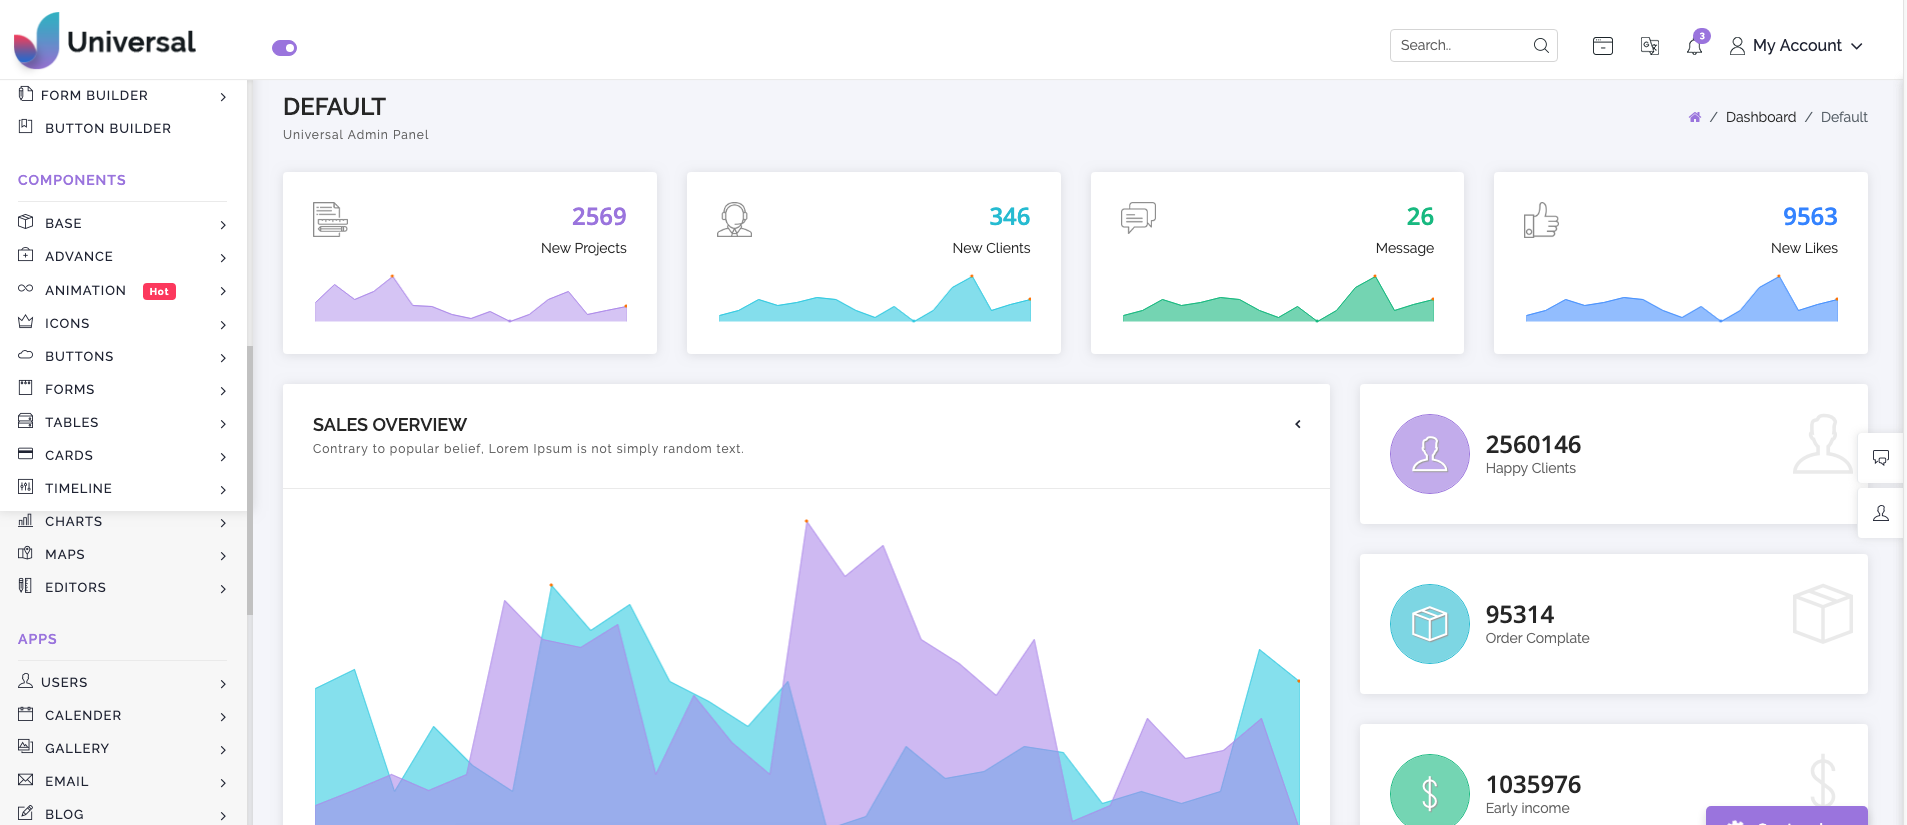 Universal
Search..
3
My Account
FORM BUILDER
BUTTON BUILDER
COMPONENTS
BASE
ADVANCE
ANIMATION Hot
ICONS
BUTTONS
FORMS
TABLES
CARDS
TIMELINE
CHARTS
MAPS
EDITORS
APPS
USERS
CALENDER
GALLERY
EMAIL
BLOG
DEFAULT
Universal Admin Panel
/ Dashboard / Default
2569
New Projects
346
New Clients
26
Message
9563
New Likes
SALES OVERVIEW
Contrary to popular belief, Lorem Ipsum is not simply random text.
2560146
Happy Clients
95314
Order Complate
1035976
Early income